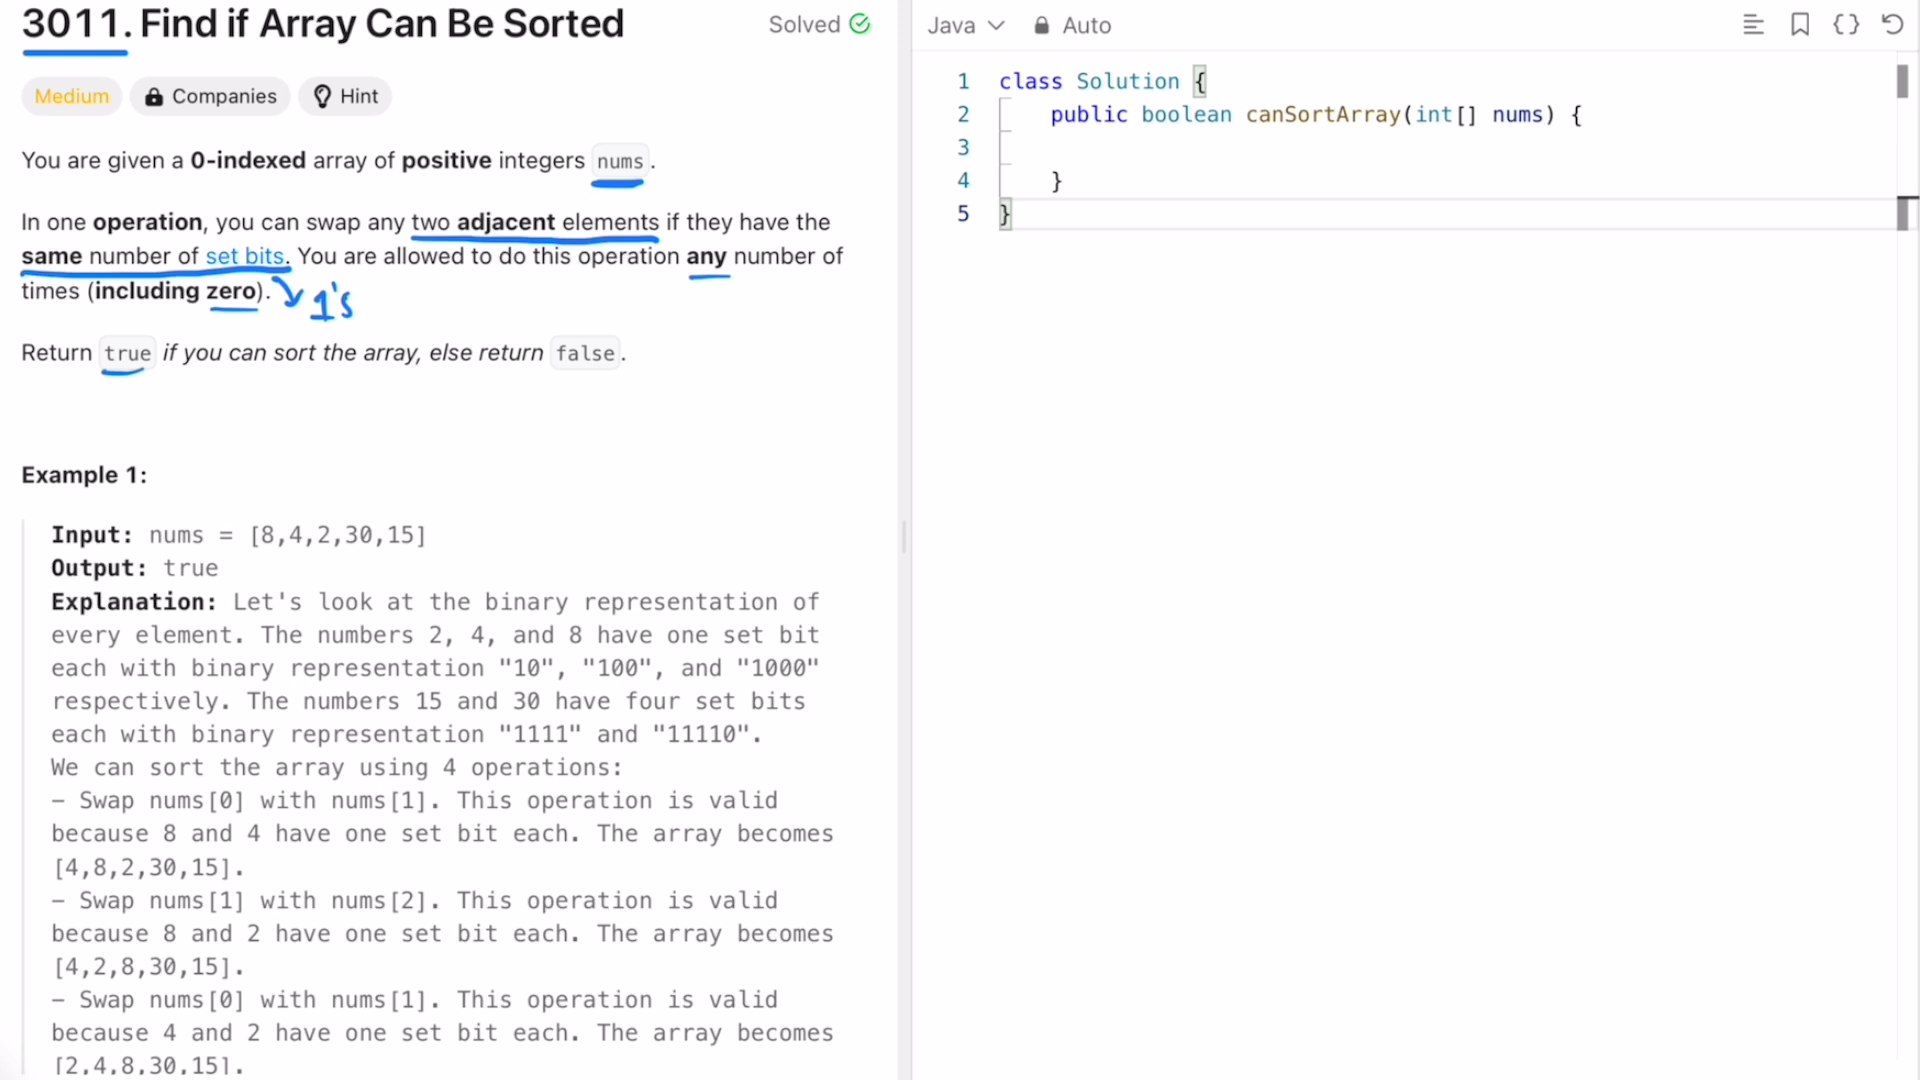 3011. Find if Array Can Be Sorted
Solved
Medium
Companies
Hint
You are given a 0-indexed array of positive integers nums.
In one operation, you can swap any two adjacent elements if they have the
same number of set bits. You are allowed to do this operation any number of
times (including zero).
1's
Return true if you can sort the array, else return false.
Example 1:
Input: nums = [8,4,2,30,15]
Output: true
Explanation: Let's look at the binary representation of
every element. The numbers 2, 4, and 8 have one set bit
each with binary representation "10", "100", and "1000"
respectively. The numbers 15 and 30 have four set bits
each with binary representation "1111" and "11110".
We can sort the array using 4 operations:
− Swap nums[0] with nums[1]. This operation is valid
because 8 and 4 have one set bit each. The array becomes
[4,8,2,30,15].
− Swap nums[1] with nums[2]. This operation is valid
because 8 and 2 have one set bit each. The array becomes
[4,2,8,30,15].
− Swap nums[0] with nums[1]. This operation is valid
because 4 and 2 have one set bit each. The array becomes
[2,4,8,30,15].
Java
Auto
1 class Solution {
2 public boolean canSortArray(int[] nums) {
3
4 }
5 }